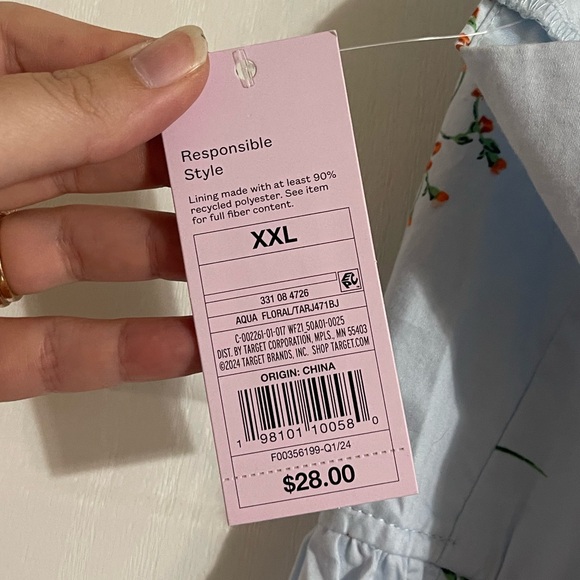 Responsible
Style
Lining made with at least 90%
recycled polyester. See item
for full fiber content.
XXL
331 08 4726
AQUA FLORAL/TARJ471BJ
C-002261-01-017 WF21_50A01-0025
DIST. BY TARGET CORPORATION, MPLS., MN 55403
©2024 TARGET BRANDS, INC. SHOP TARGET.COM
ORIGIN: CHINA
1 98101 10058 0
F00356199-Q1/24
$28.00